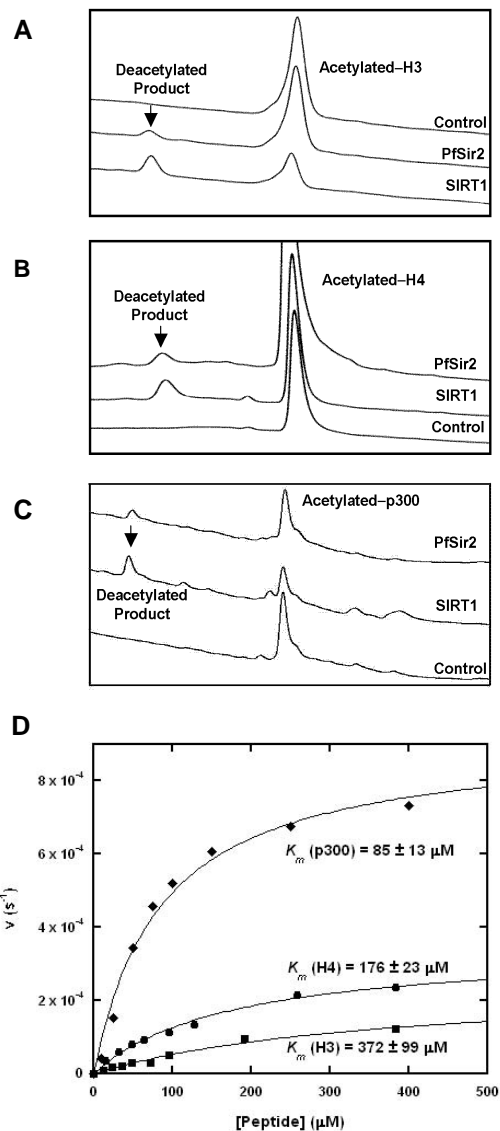 A
Deacetylated
Product
Acetylated–H3
Control
PfSir2
SIRT1
B
Deacetylated
Product
Acetylated–H4
PfSir2
SIRT1
Control
C
Acetylated–p300
PfSir2
Deacetylated
Product
SIRT1
Control
D
8 x 10⁻⁴
6 x 10⁻⁴
4 x 10⁻⁴
2 x 10⁻⁴
0
v (s⁻¹)
Km (p300) = 85 ± 13 µM
Km (H4) = 176 ± 23 µM
Km (H3) = 372 ± 99 µM
0 100 200 300 400 500
[Peptide] (µM)